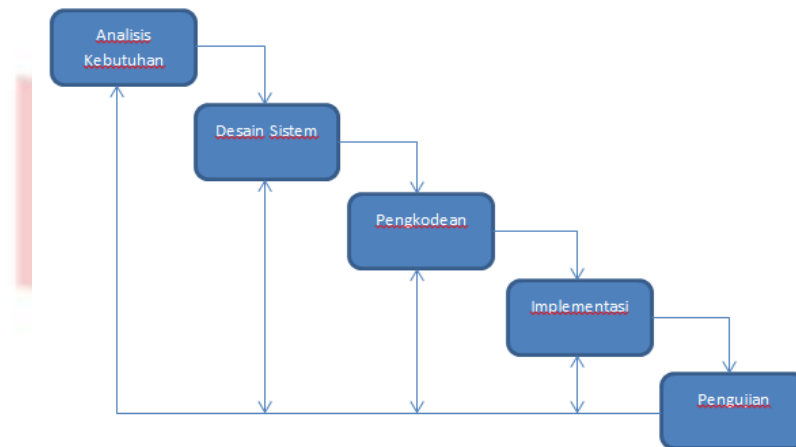 Analisis
Kebutuhan
Desain Sistem
Pengkodean
Implementasi
Pengujian